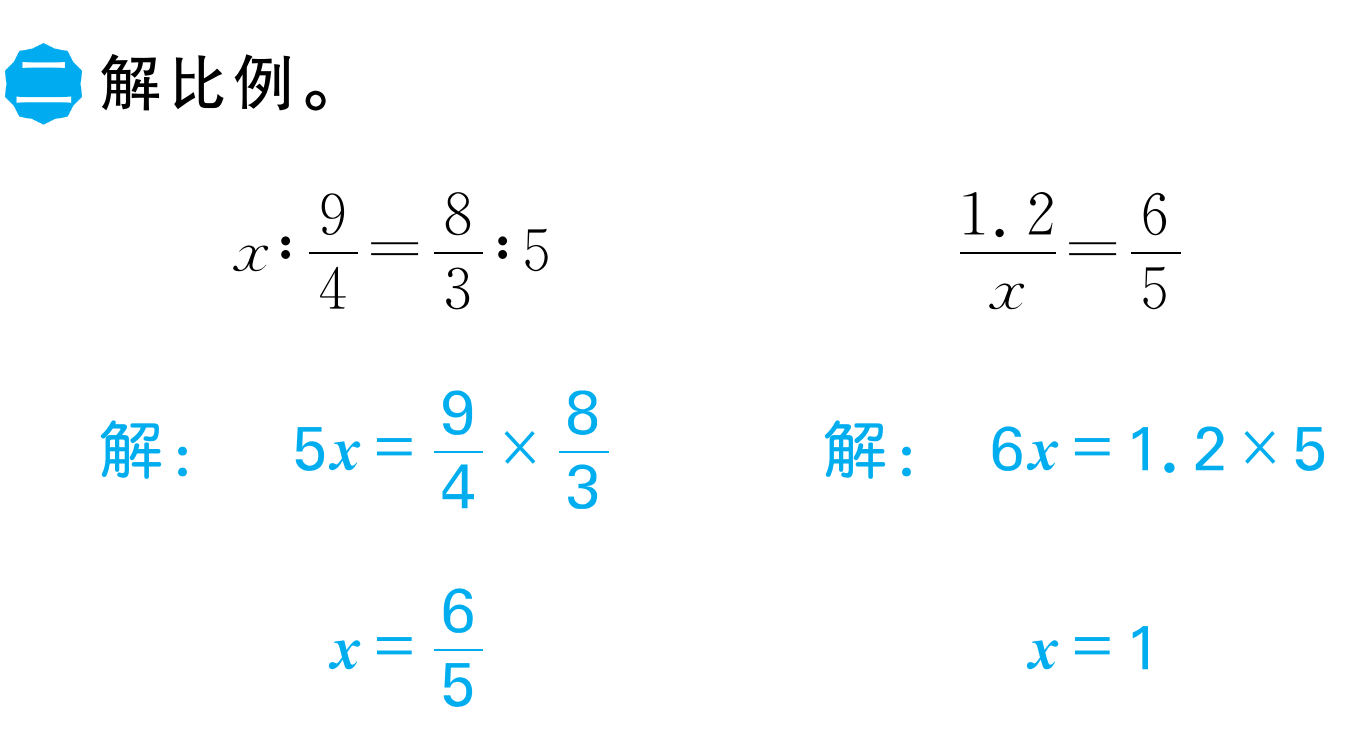 二 解比例。
x∶9/4=8/3∶5
1.2/x=6/5
解: 5x=9/4×8/3
解: 6x=1.2×5
x=6/5
x=1